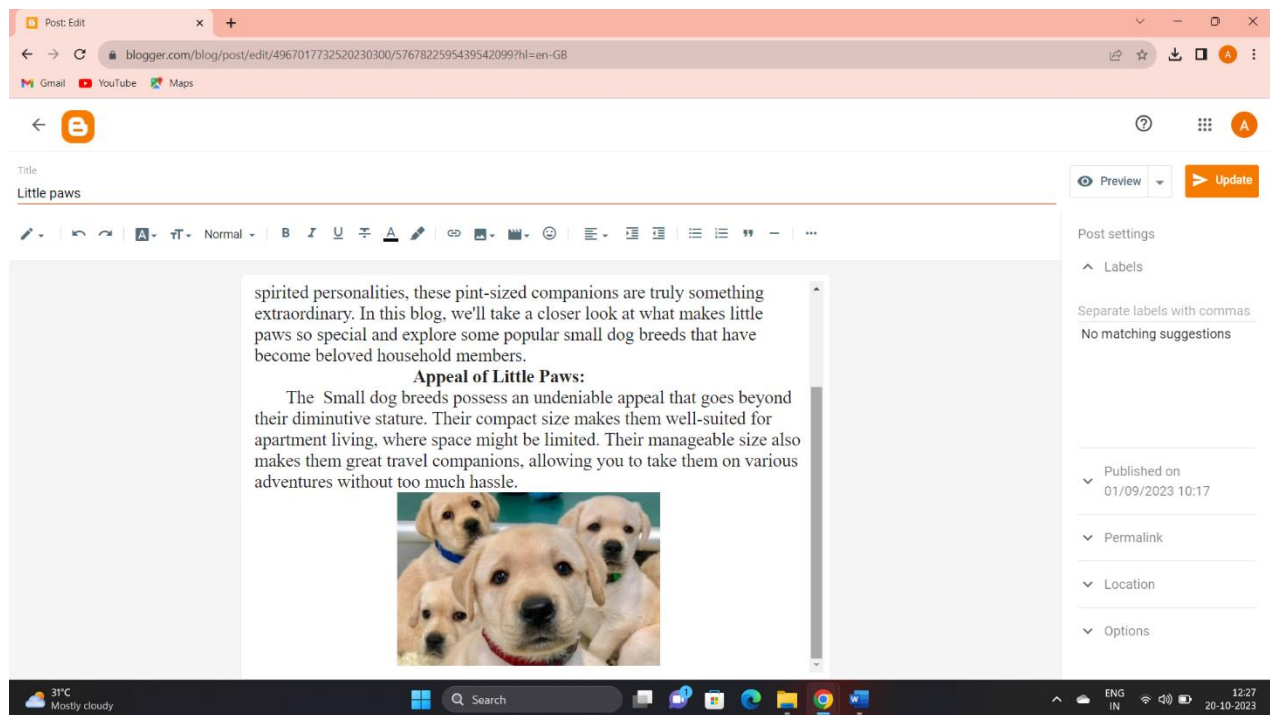 Post: Edit
blogger.com/blog/post/edit/4967017732520230300/5767822595439542099?hl=en-GB
A
Gmail YouTube Maps
A
Title
Little paws
Preview
Update
Normal
B I U A
Post settings
Labels
Separate labels with commas
No matching suggestions
Published on
01/09/2023 10:17
Permalink
Location
Options
spirited personalities, these pint-sized companions are truly something
extraordinary. In this blog, we'll take a closer look at what makes little
paws so special and explore some popular small dog breeds that have
become beloved household members.
Appeal of Little Paws:
The Small dog breeds possess an undeniable appeal that goes beyond
their diminutive stature. Their compact size makes them well-suited for
apartment living, where space might be limited. Their manageable size also
makes them great travel companions, allowing you to take them on various
adventures without too much hassle.
31°C
Mostly cloudy
Search
ENG
IN
12:27
20-10-2023